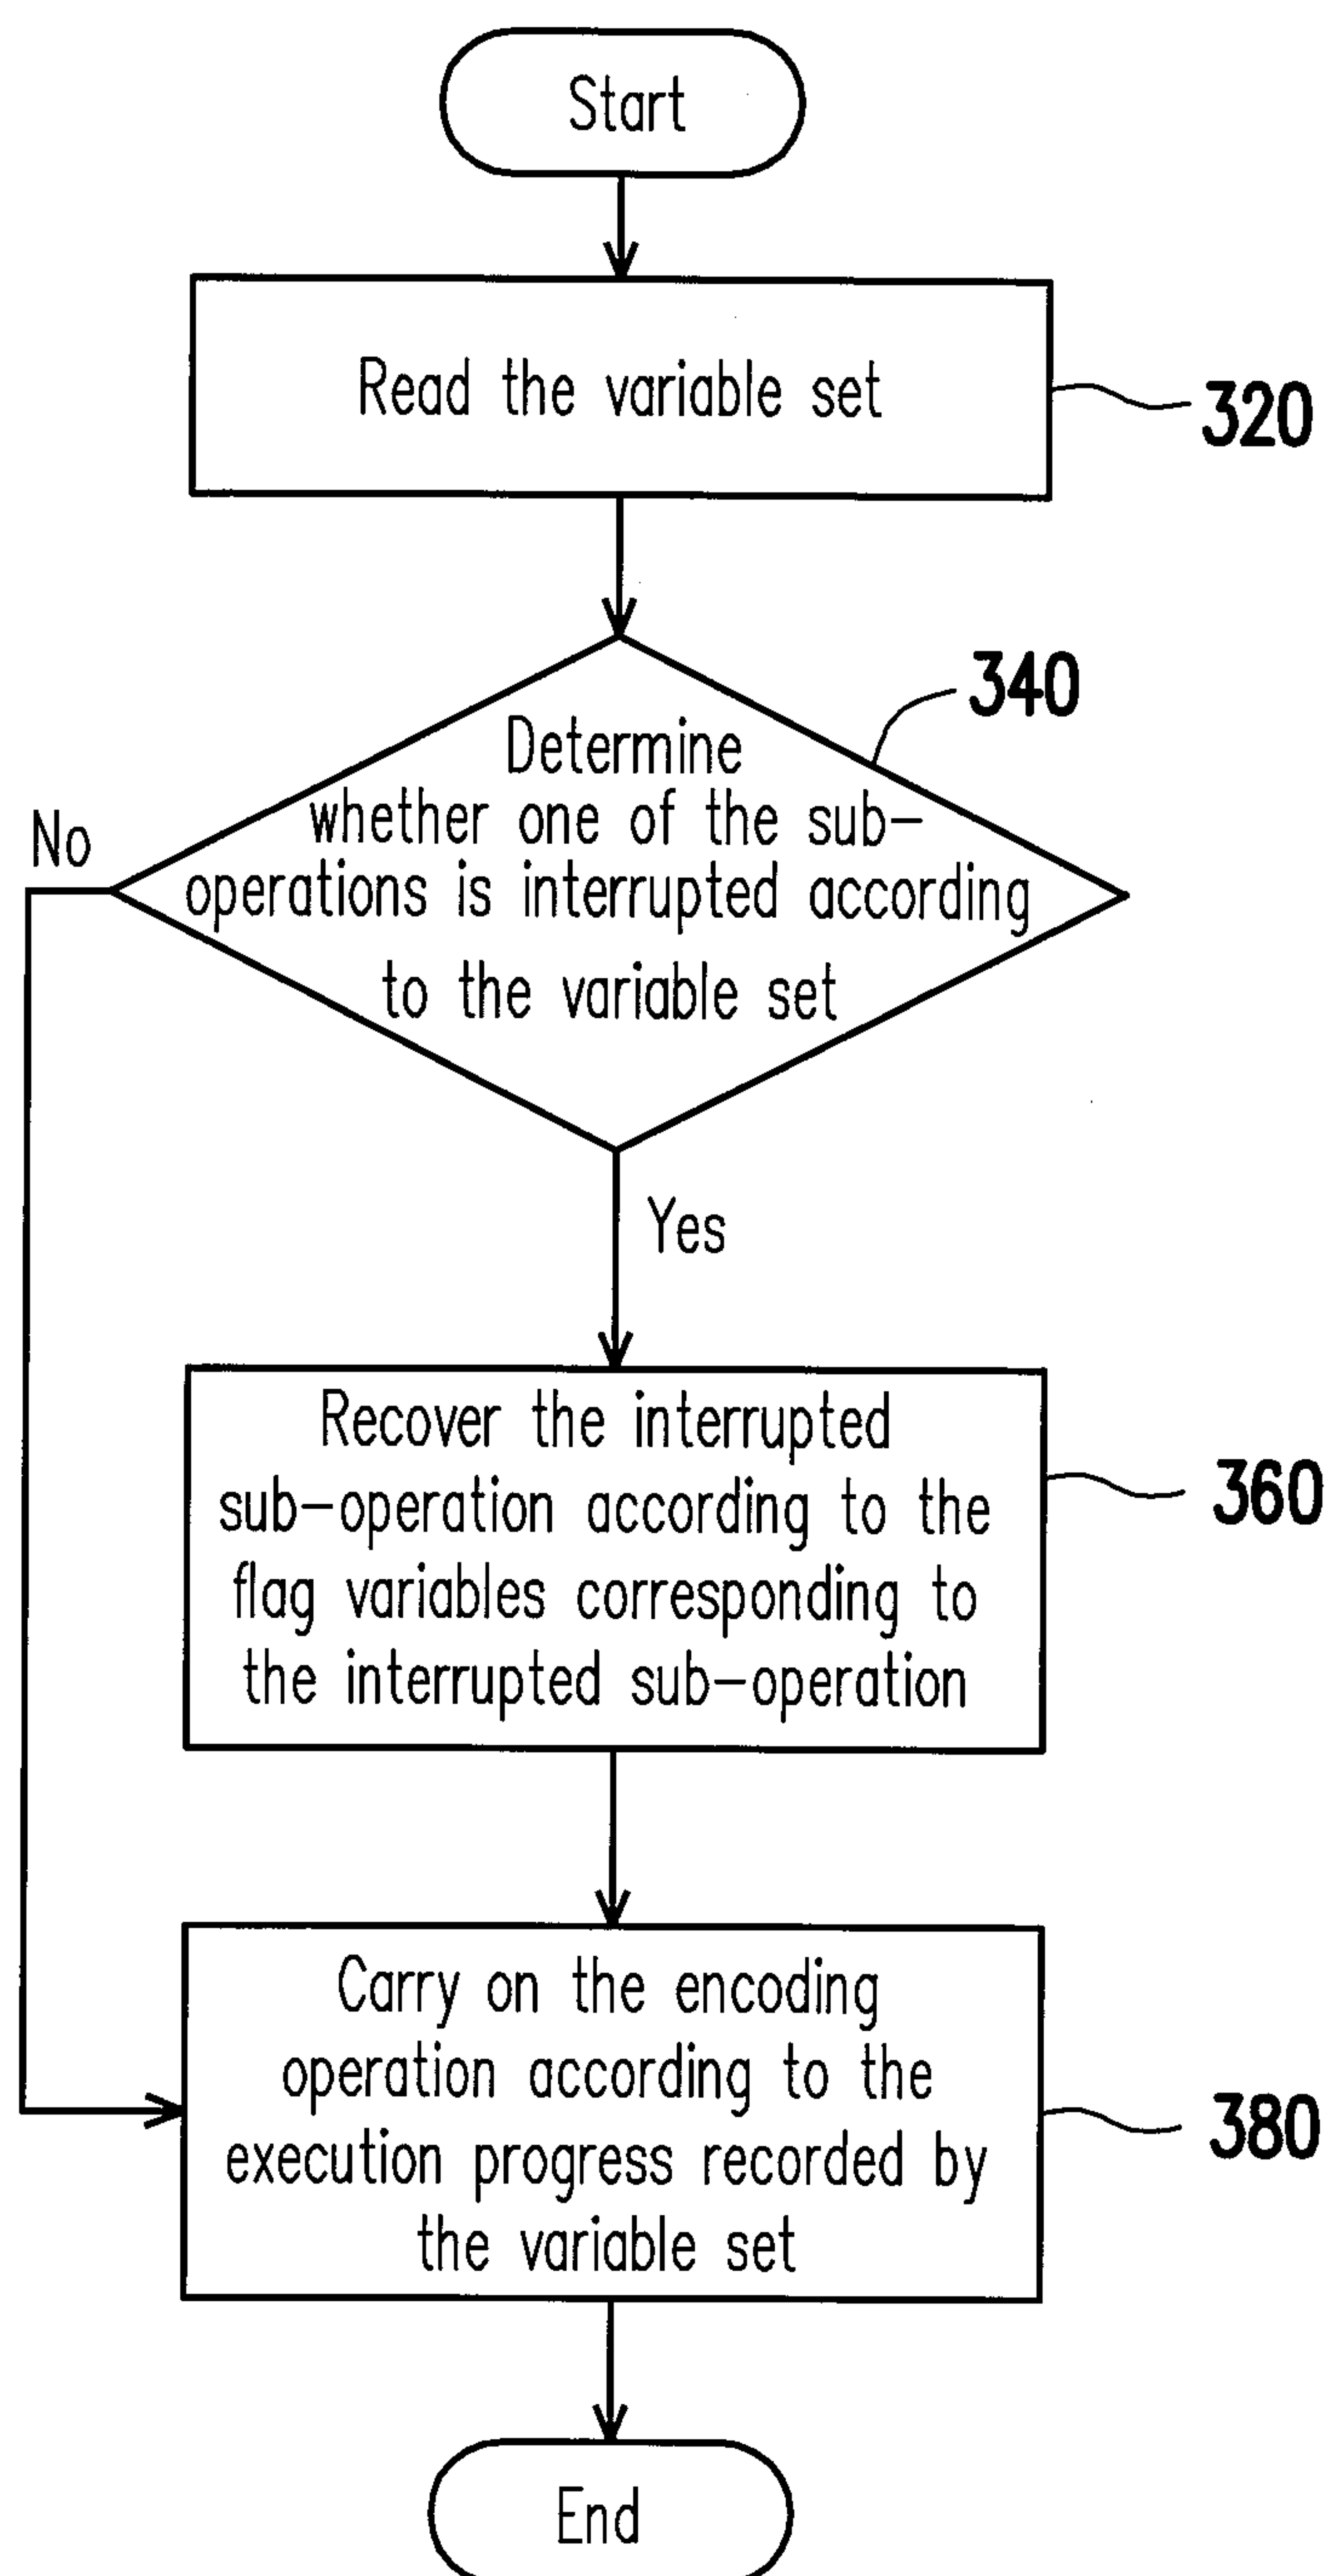 Start
Read the variable set
320
340
Determine
whether one of the sub-
operations is interrupted according
to the variable set
No
Yes
Recover the interrupted
sub-operation according to the
flag variables corresponding to
the interrupted sub-operation
360
Carry on the encoding
operation according to the
execution progress recorded by
the variable set
380
End